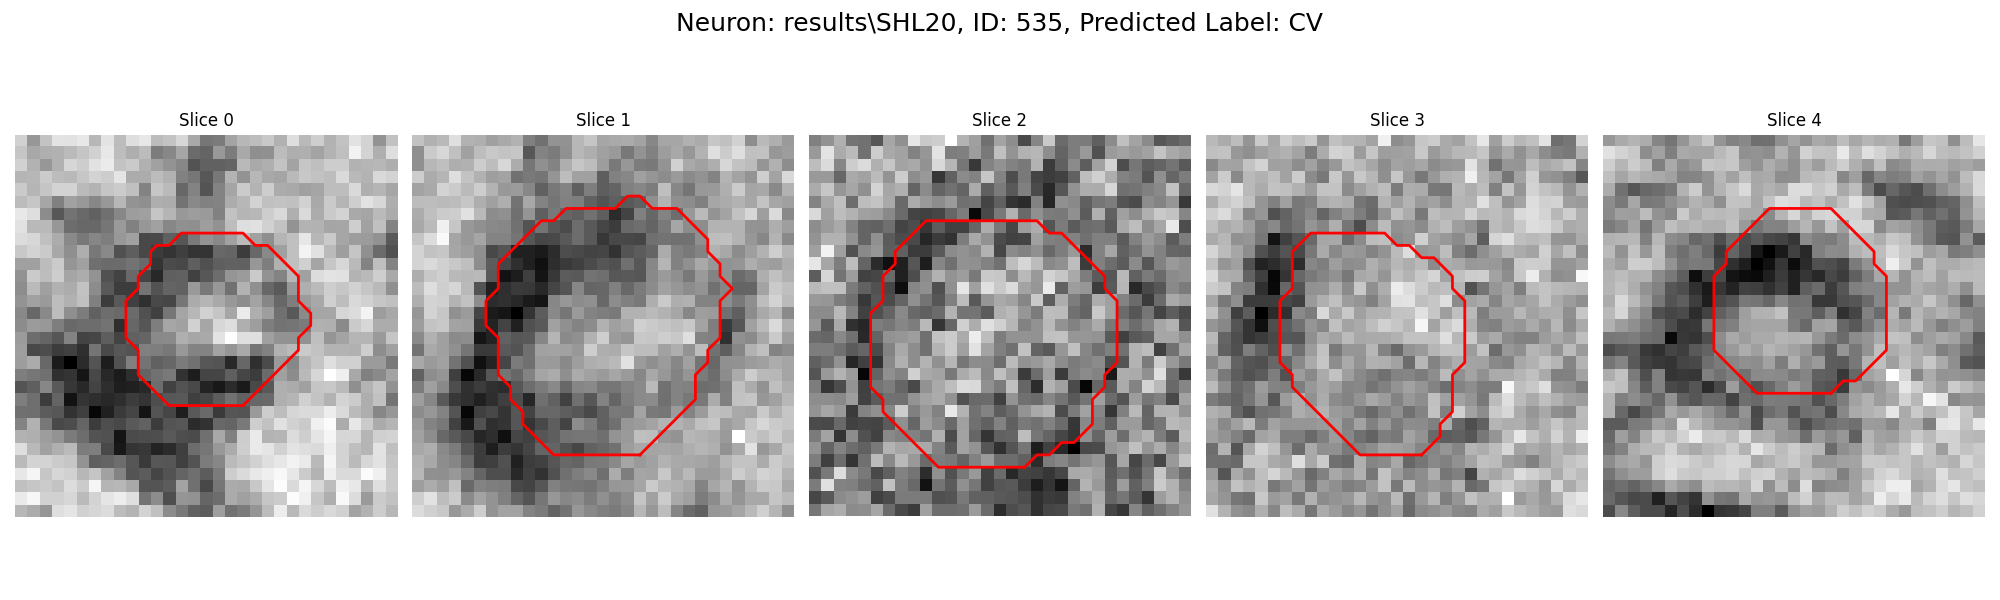 Neuron: results\SHL20, ID: 535, Predicted Label: CV
Slice 0
Slice 1
Slice 2
Slice 3
Slice 4